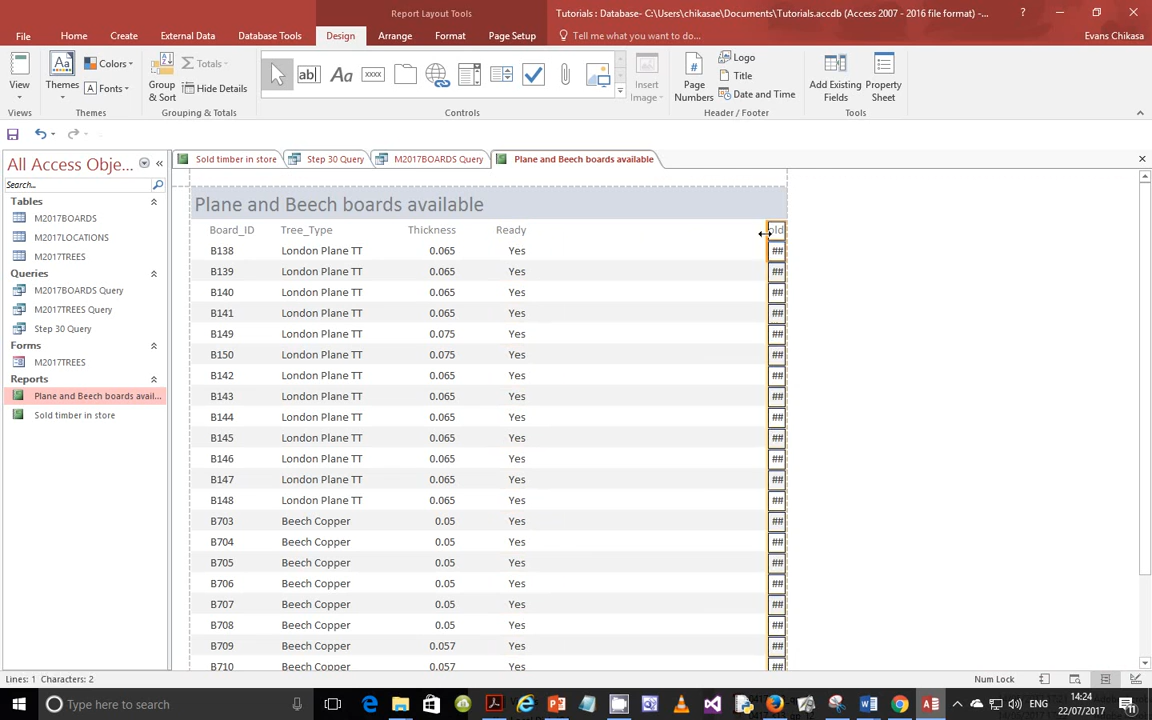 Report Layout Tools
Tutorials : Database- C:\Users\chikasae\Documents\Tutorials.accdb (Access 2007 - 2016 file format) -...
File Home Create External Data Database Tools Design Arrange Format Page Setup Tell me what you want to do... Evans Chikasa
View Themes Colors Fonts Group & Sort Totals Hide Details Insert Image Page Numbers Logo Title Date and Time Add Existing Fields Property Sheet
Views Themes Grouping & Totals Controls Header / Footer Tools
All Access Obje...
Search...
Tables
M2017BOARDS
M2017LOCATIONS
M2017TREES
Queries
M2017BOARDS Query
M2017TREES Query
Step 30 Query
Forms
M2017TREES
Reports
Plane and Beech boards avail...
Sold timber in store
Sold timber in store Step 30 Query M2017BOARDS Query Plane and Beech boards available
Plane and Beech boards available
Board_ID Tree_Type Thickness Ready old
B138 London Plane TT 0.065 Yes ##
B139 London Plane TT 0.065 Yes ##
B140 London Plane TT 0.065 Yes ##
B141 London Plane TT 0.065 Yes ##
B149 London Plane TT 0.075 Yes ##
B150 London Plane TT 0.075 Yes ##
B142 London Plane TT 0.065 Yes ##
B143 London Plane TT 0.065 Yes ##
B144 London Plane TT 0.065 Yes ##
B145 London Plane TT 0.065 Yes ##
B146 London Plane TT 0.065 Yes ##
B147 London Plane TT 0.065 Yes ##
B148 London Plane TT 0.065 Yes ##
B703 Beech Copper 0.05 Yes ##
B704 Beech Copper 0.05 Yes ##
B705 Beech Copper 0.05 Yes ##
B706 Beech Copper 0.05 Yes ##
B707 Beech Copper 0.05 Yes ##
B708 Beech Copper 0.05 Yes ##
B709 Beech Copper 0.057 Yes ##
B710 Beech Copper 0.057 Yes ##
Lines: 1 Characters: 2 Num Lock
Type here to search ENG
14:24
22/07/2017